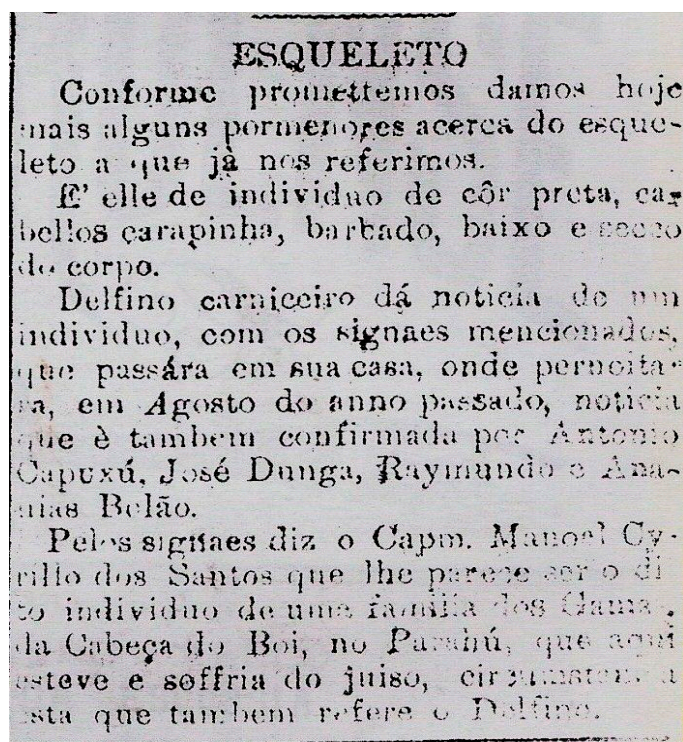 ESQUELETO
Conforme promettemos damos hoje
mais alguns pormenores acerca do esque-
leto a que jà nos referimos.
E' elle de individuo de côr preta, ca-
bellos carapinha, barbado, baixo e secco
do corpo.
Delfino carniceiro dá noticia de um
individuo, com os signaes mencionados,
que passára em sua casa, onde pernoita-
ra, em Agosto do anno passado, noticia
que è tambem confirmada por Antonio
Capuxú, José Dunga, Raymundo e Ana-
nias Belão.
Pelos signaes diz o Capm. Manoel Cy-
rillo dos Santos que lhe parece ser o di
to individuo de uma familia dos Gama
da Cabeça do Boi, no Parahú, que aqui
esteve e soffria do juiso, circumstancia
esta que tambem refere o Delfino.